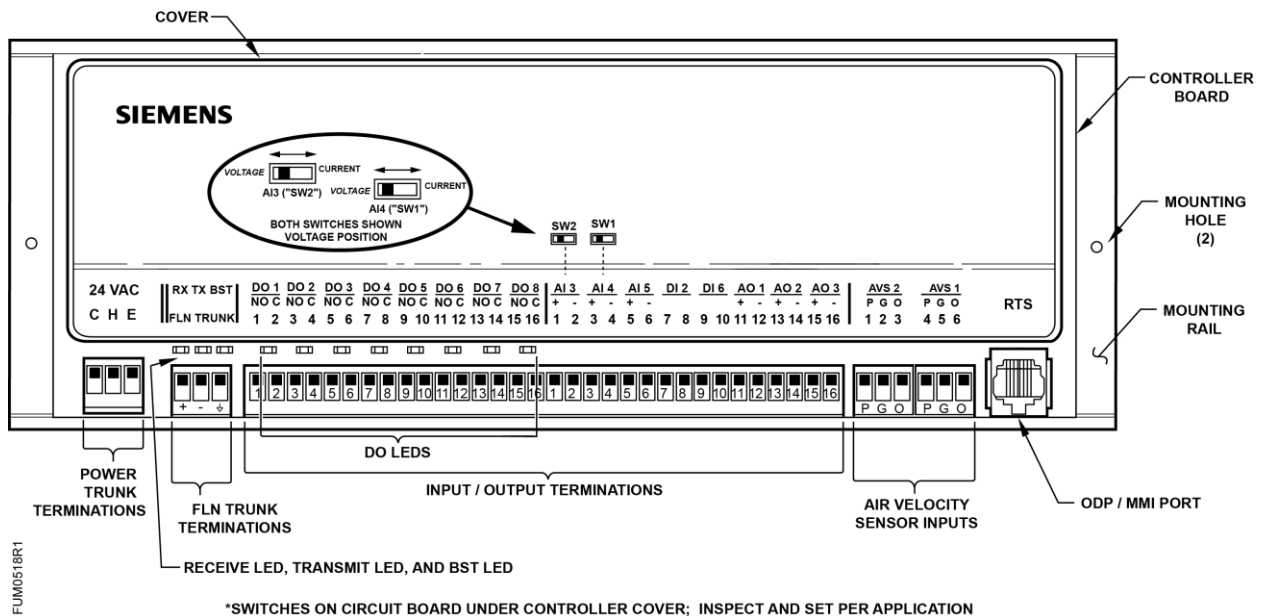 COVER
CONTROLLER
BOARD
SIEMENS
VOLTAGE
CURRENT
AI3 ("SW2")
VOLTAGE
CURRENT
AI4 ("SW1")
BOTH SWITCHES SHOWN
VOLTAGE POSITION
SW2 SW1
MOUNTING
HOLE
(2)
24 VAC
C H E
RX TX BST
FLN TRUNK
DO 1 DO 2 DO 3 DO 4 DO 5 DO 6 DO 7 DO 8
NO C NO C NO C NO C NO C NO C NO C NO C
1 2 3 4 5 6 7 8 9 10 11 12 13 14 15 16
AI 3 AI 4 AI 5 DI 2 DI 6 AO 1 AO 2 AO 3
+ - + - + - + - + - + -
1 2 3 4 5 6 7 8 9 10 11 12 13 14 15 16
AVS 2 AVS 1
P G O P G O
1 2 3 4 5 6
RTS
MOUNTING
RAIL
+ - ⏚
1 2 3 4 5 6 7 8 9 10 11 12 13 14 15 16 1 2 3 4 5 6 7 8 9 10 11 12 13 14 15 16
P G O P G O
DO LEDS
POWER
TRUNK
TERMINATIONS
FLN TRUNK
TERMINATIONS
INPUT / OUTPUT TERMINATIONS
AIR VELOCITY
SENSOR INPUTS
ODP / MMI PORT
RECEIVE LED, TRANSMIT LED, AND BST LED
FUM0518R1
*SWITCHES ON CIRCUIT BOARD UNDER CONTROLLER COVER; INSPECT AND SET PER APPLICATION